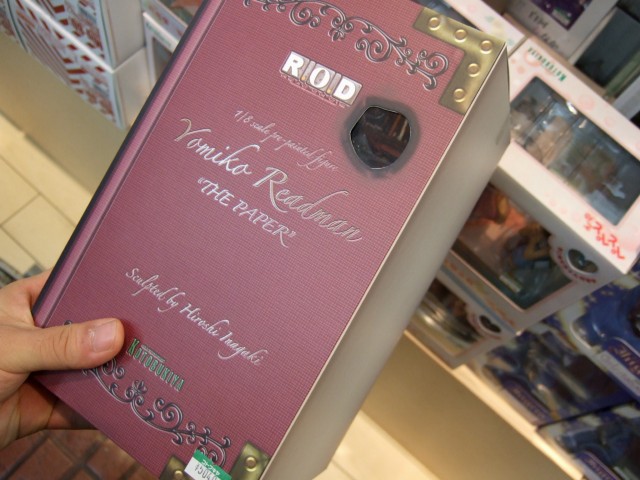 R.O.D
1/8 scale pre-painted figure
Yomiko Readman
"THE PAPER"
Sculpted by Hiroshi Inagaki
KOTOBUKIYA